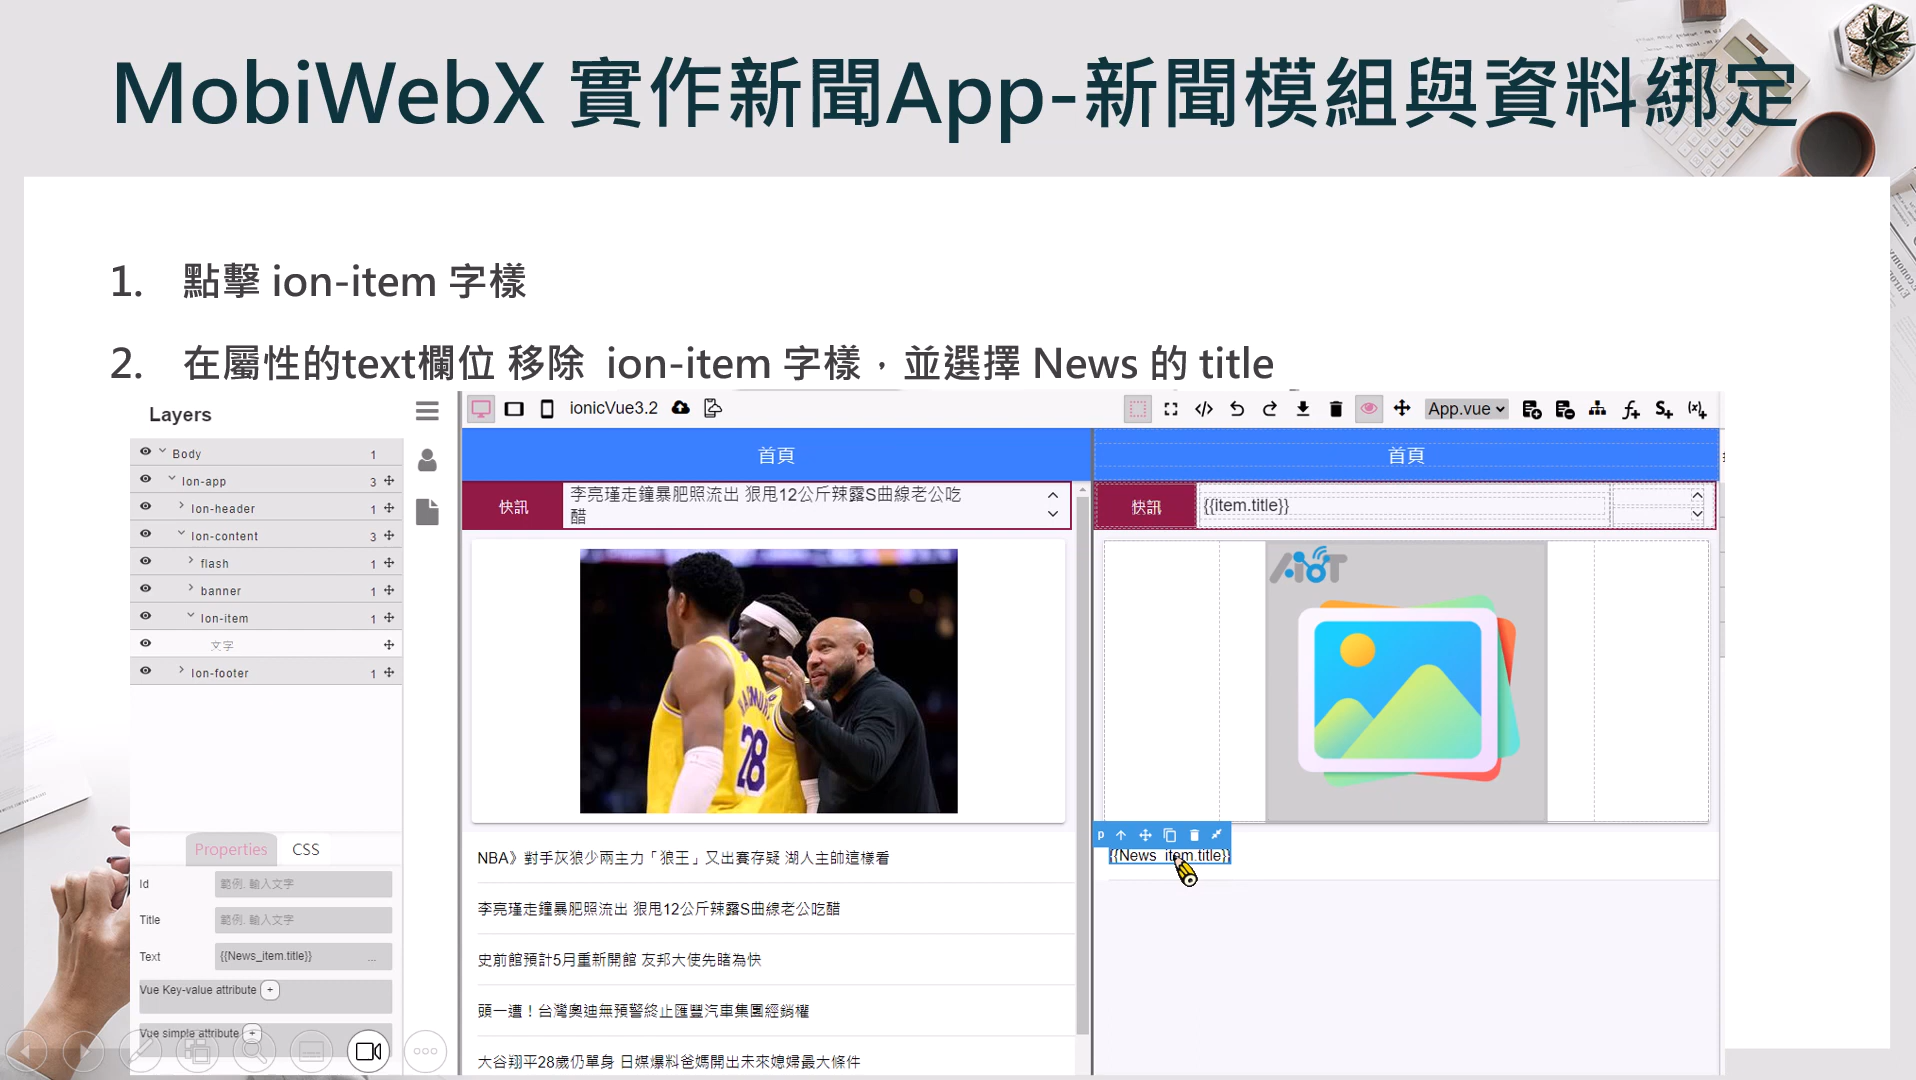 MobiWebX 實作新聞App-新聞模組與資料綁定
1. 點擊 ion-item 字樣
2. 在屬性的text欄位 移除 ion-item 字樣，並選擇 News 的 title
Layers
Body 1
Ion-app 3
Ion-header 1
Ion-content 3
flash 1
banner 1
Ion-item 1
文字
Ion-footer 1
Properties CSS
Id 範例. 輸入文字
Title 範例. 輸入文字
Text {{News_item.title}} ...
Vue Key-value attribute +
Vue simple attribute +
ionicVue3.2
App.vue
首頁
快訊
李亮瑾走鐘暴肥照流出 狠甩12公斤辣露S曲線老公吃
醋
28
NBA》對手灰狼少兩主力「狼王」又出賽存疑 湖人主帥這樣看
李亮瑾走鐘暴肥照流出 狠甩12公斤辣露S曲線老公吃醋
史前館預計5月重新開館 友邦大使先睹為快
頭一遭！台灣奧迪無預警終止匯豐汽車集團經銷權
大谷翔平28歲仍單身 日媒爆料爸媽開出未來媳婦最大條件
首頁
快訊
{{item.title}}
AIoT
p
{{News_item.title}}